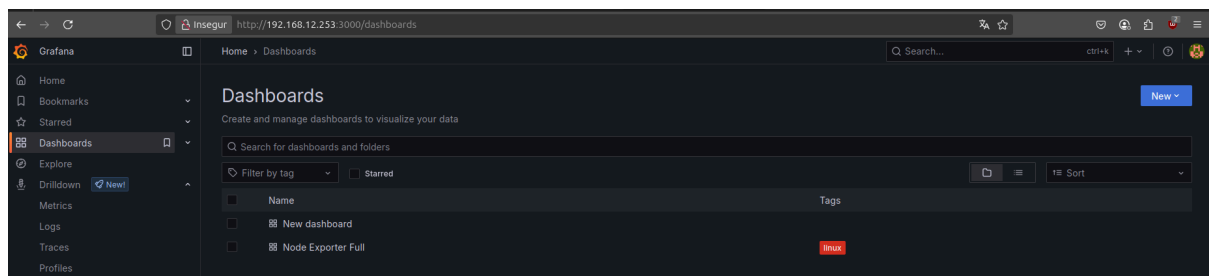 Insegur http://192.168.12.253:3000/dashboards
Grafana
Home › Dashboards
Search...
ctrl+k
Home
Bookmarks
Starred
Dashboards
Explore
Drilldown New!
Metrics
Logs
Traces
Profiles
Dashboards
New
Create and manage dashboards to visualize your data
Search for dashboards and folders
Filter by tag
Starred
Sort
Name Tags
New dashboard
Node Exporter Full linux